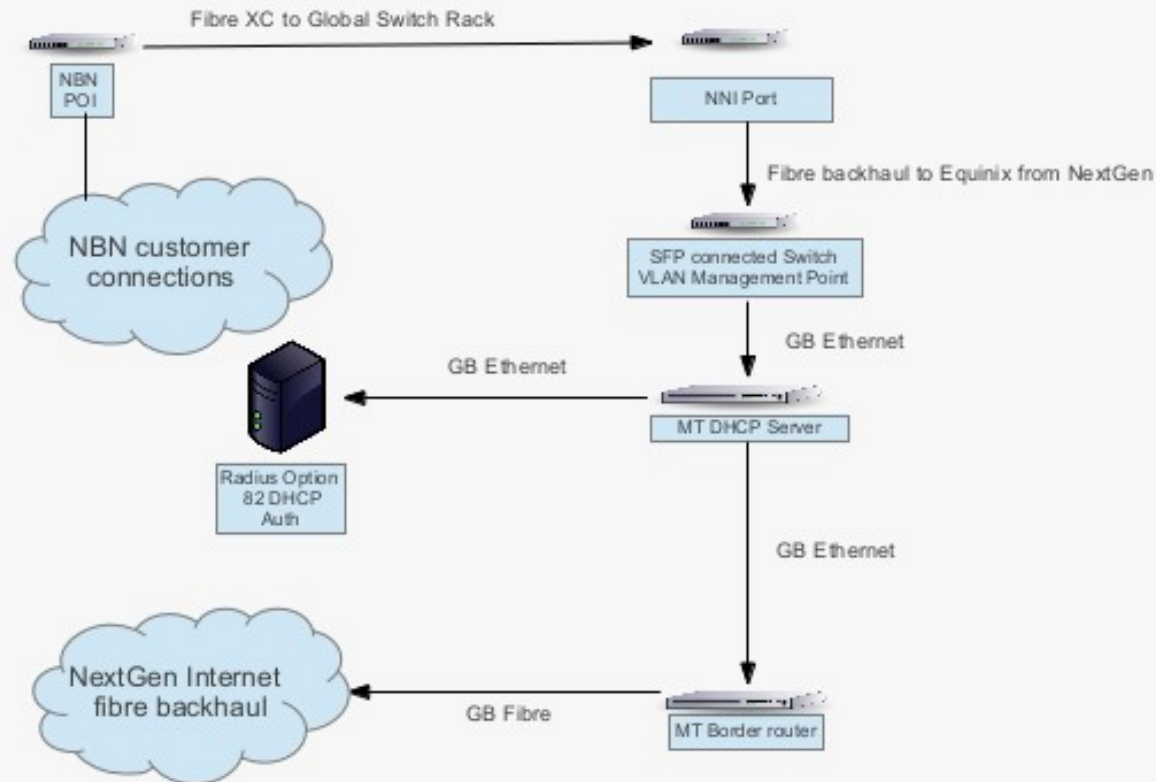 Fibre XC to Global Switch Rack
NBN
POI
NNI Port
Fibre backhaul to Equinix from NextGen
NBN customer
connections
SFP connected Switch
VLAN Management Point
GB Ethernet
GB Ethernet
MT DHCP Server
Radius Option
82 DHCP
Auth
GB Ethernet
NextGen Internet
fibre backhaul
GB Fibre
MT Border router